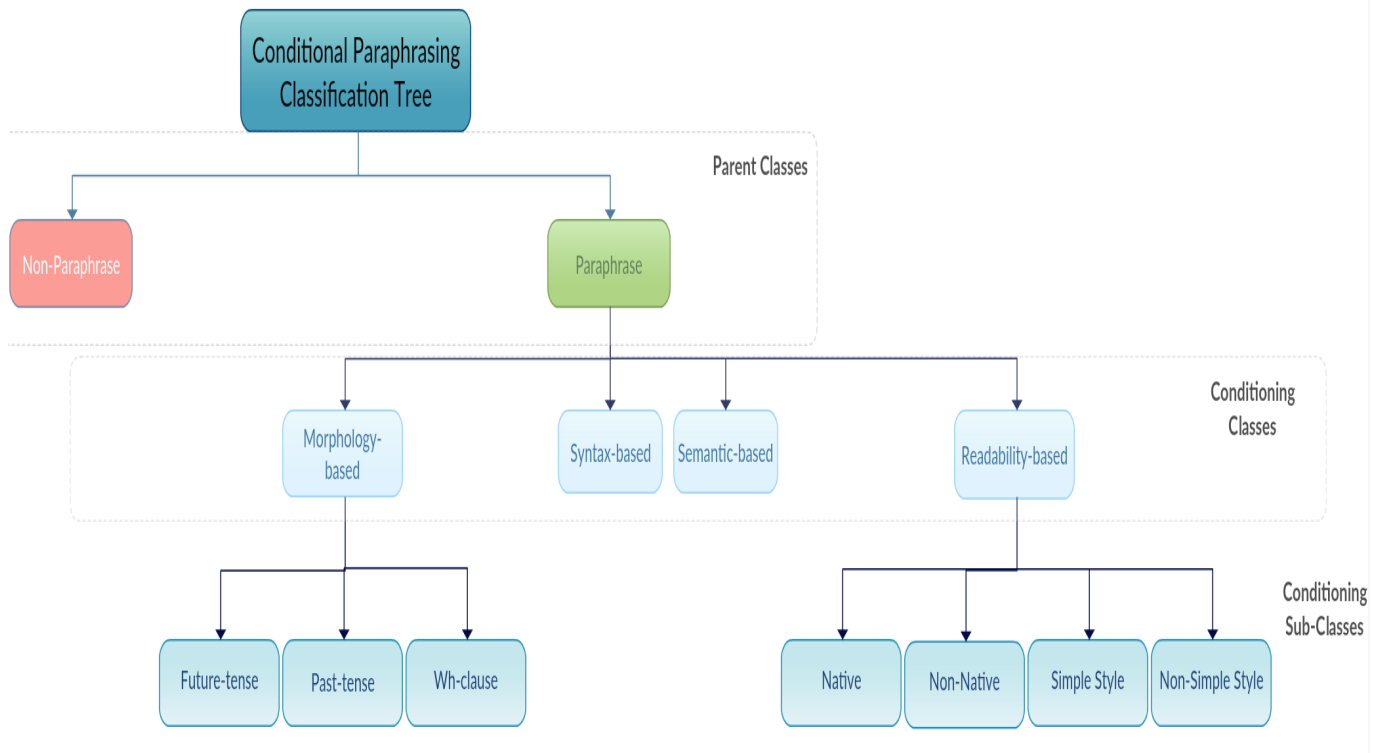 Conditional Paraphrasing
Classification Tree
Parent Classes
Non-Paraphrase
Paraphrase
Conditioning
Classes
Morphology-
based
Syntax-based
Semantic-based
Readability-based
Conditioning
Sub-Classes
Future-tense
Past-tense
Wh-clause
Native
Non-Native
Simple Style
Non-Simple Style